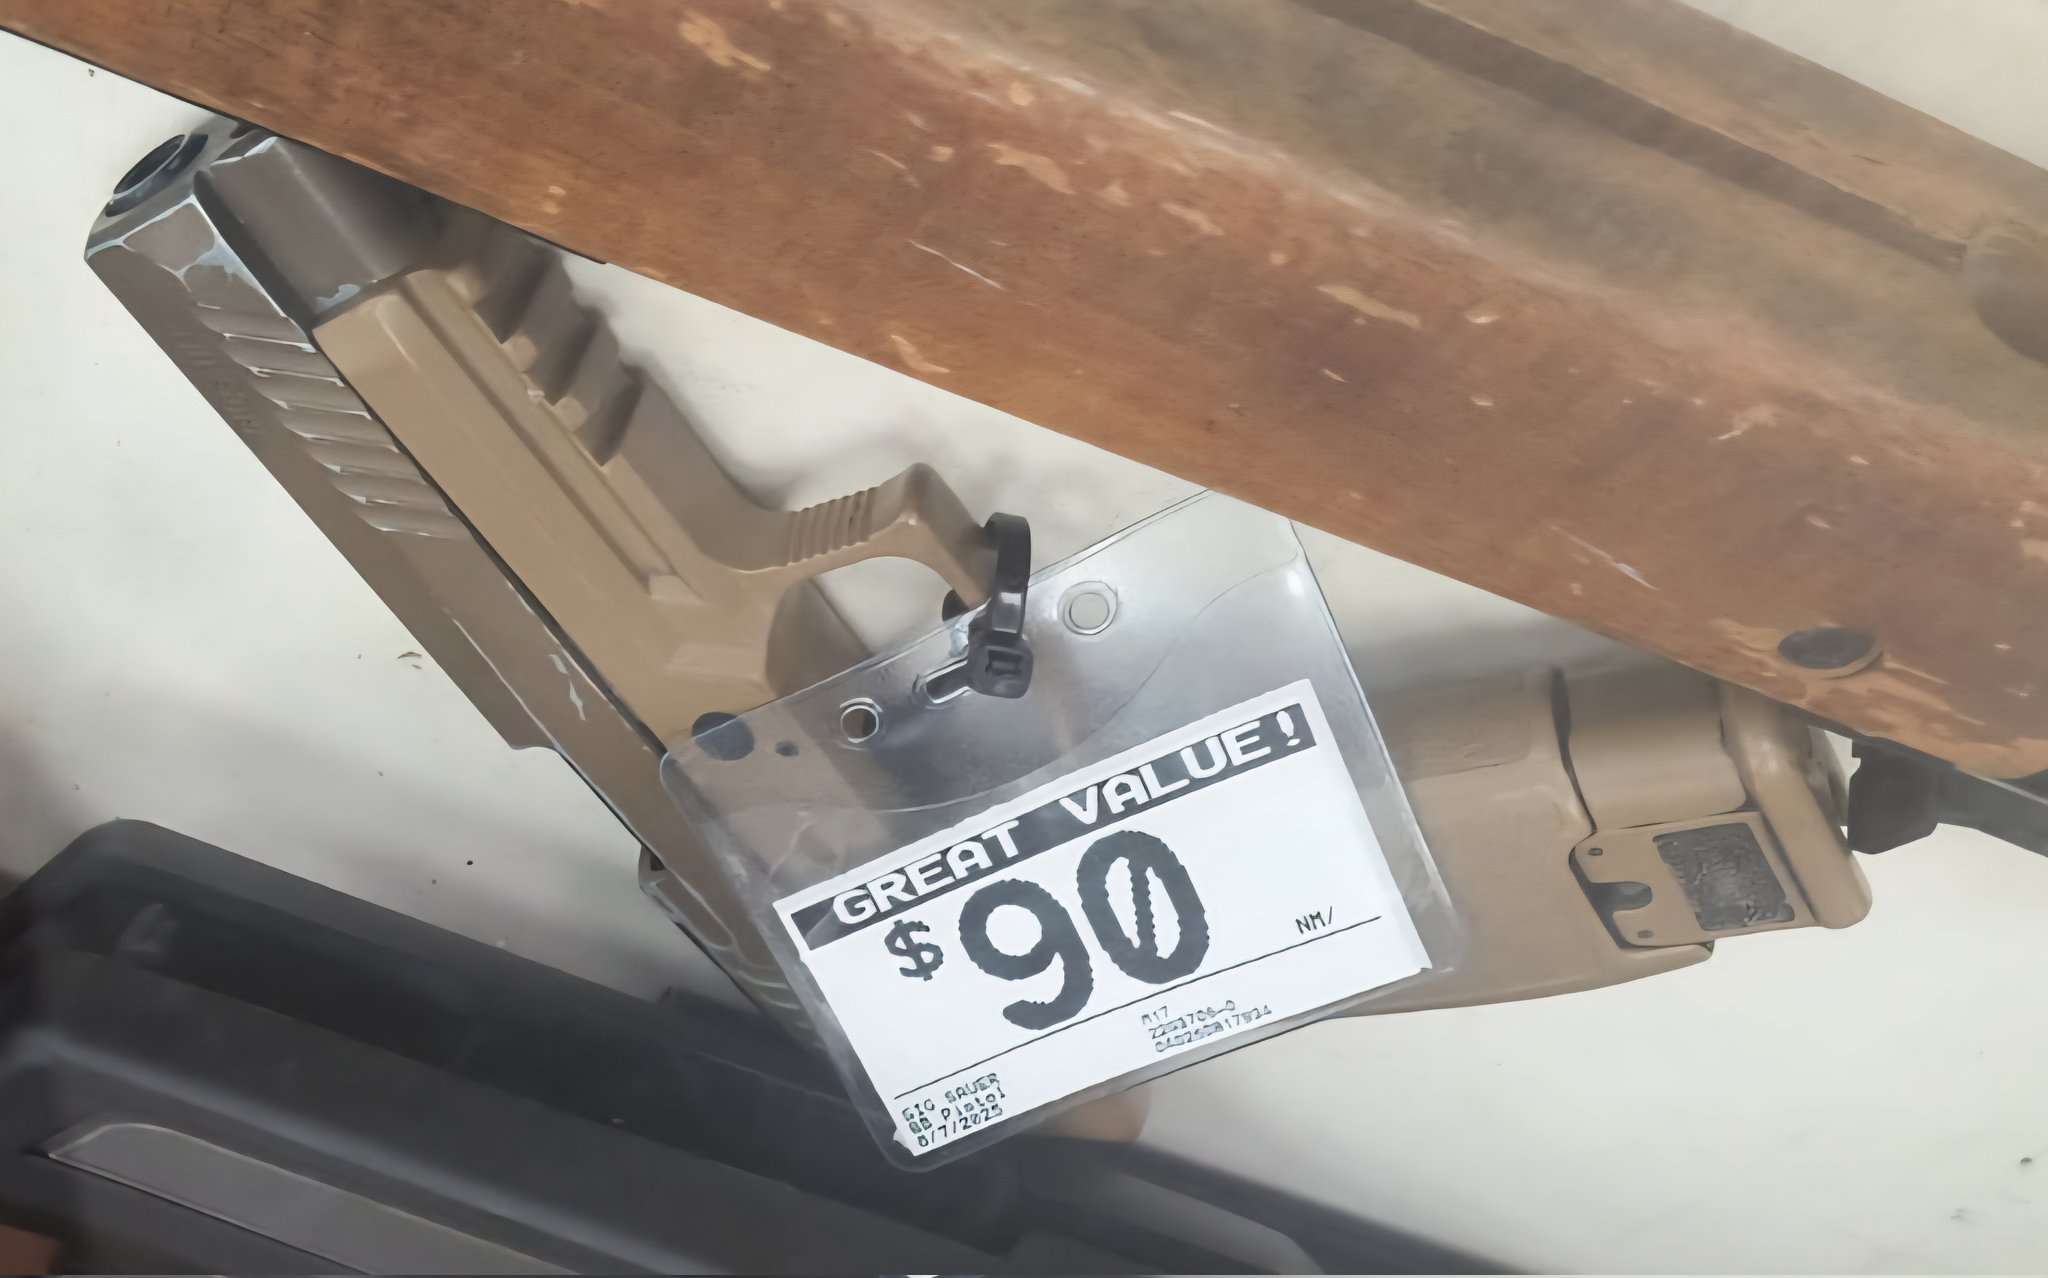 GREAT VALUE!
$90
NM/
M17
SIG SAUER
BB Pistol
8/7/2025